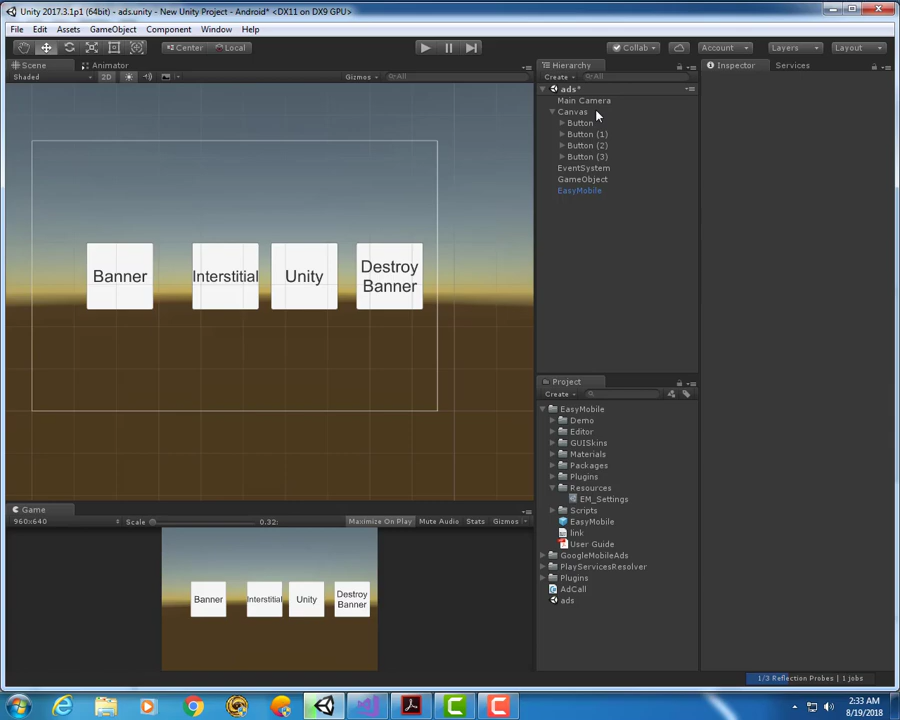 Unity 2017.3.1p1 (64bit) - ads.unity - New Unity Project - Android* <DX11 on DX9 GPU>
File Edit Assets GameObject Component Window Help
Center Local Collab Account Layers Layout
Scene Animator
Shaded 2D Gizmos All
Hierarchy
Create All
ads*
Main Camera
Canvas
Button
Button (1)
Button (2)
Button (3)
EventSystem
GameObject
EasyMobile
Inspector Services
Banner
Interstitial
Unity
Destroy
Banner
Project
Create
EasyMobile
Demo
Editor
GUISkins
Materials
Packages
Plugins
Resources
EM_Settings
Scripts
EasyMobile
link
User Guide
GoogleMobileAds
PlayServicesResolver
Plugins
AdCall
ads
Game
960x640 Scale 0.32: Maximize On Play Mute Audio Stats Gizmos
Banner
Interstitial
Unity
Destroy
Banner
1/3 Reflection Probes | 1 jobs
2:33 AM
8/19/2018